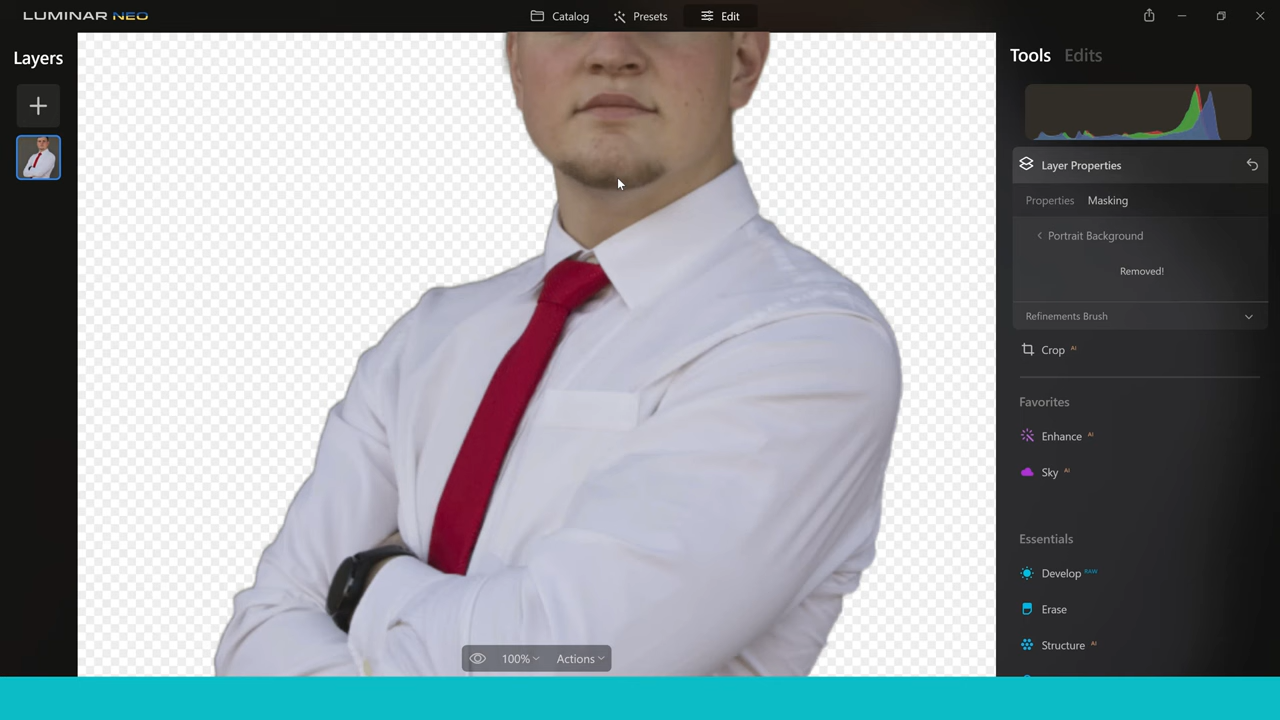 LUMINAR NEO
Catalog
Presets
Edit
Layers
Tools Edits
Layer Properties
Properties Masking
Portrait Background
Removed!
Refinements Brush
Crop AI
Favorites
Enhance AI
Sky AI
Essentials
Develop RAW
Erase
Structure AI
100%
Actions